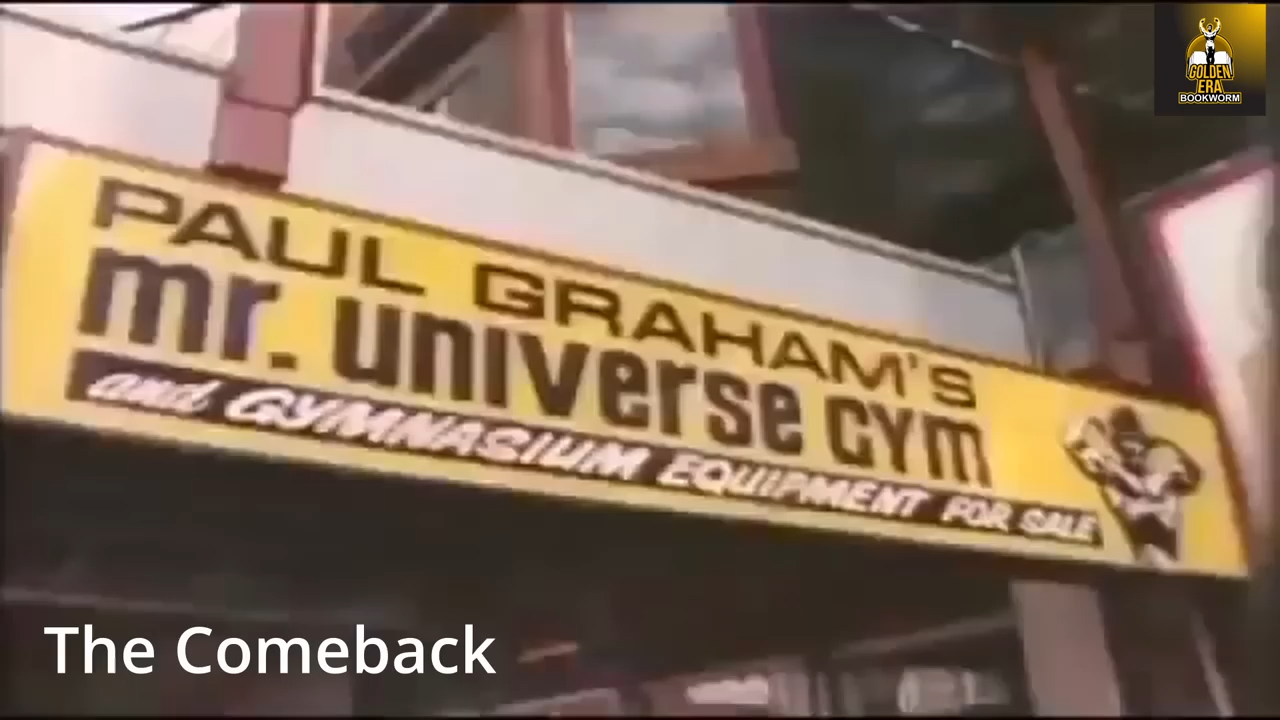 GOLDEN
ERA
BOOKWORM
PAUL GRAHAM'S
mr. universe GYM
and GYMNASIUM EQUIPMENT FOR SALE
The Comeback